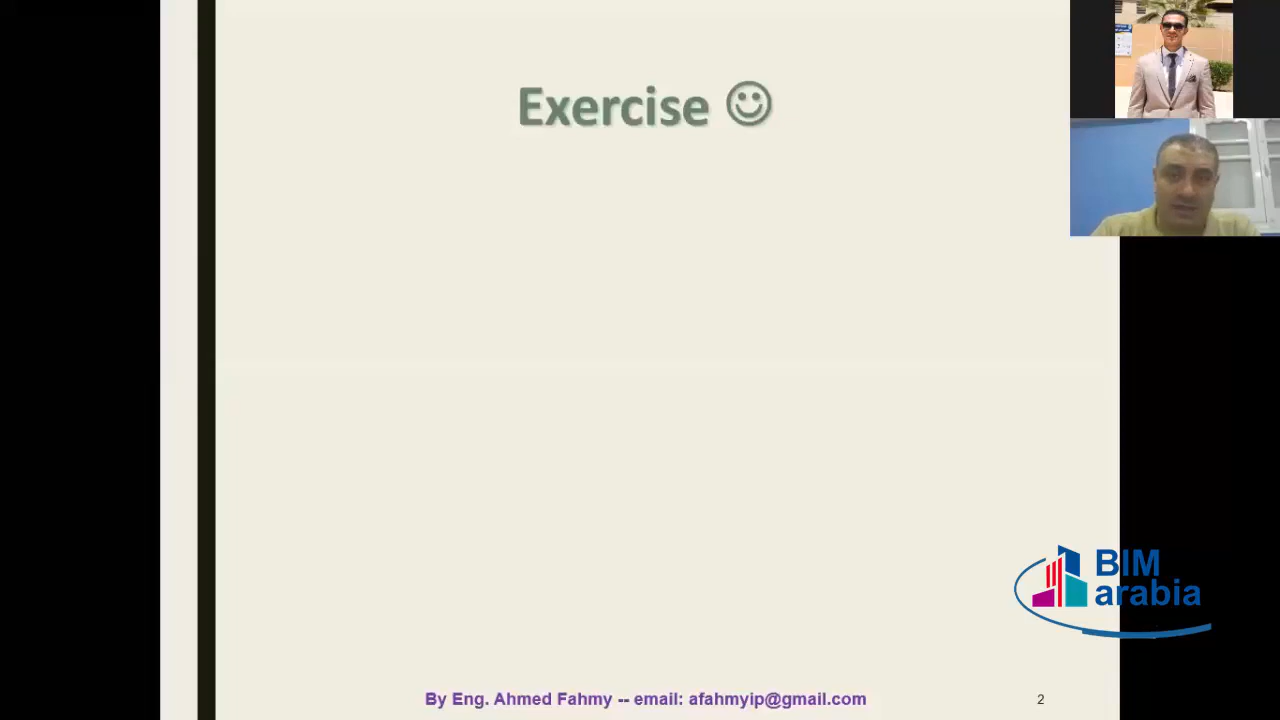 Exercise ☺
BIM
arabia
By Eng. Ahmed Fahmy -- email: afahmyip@gmail.com
2